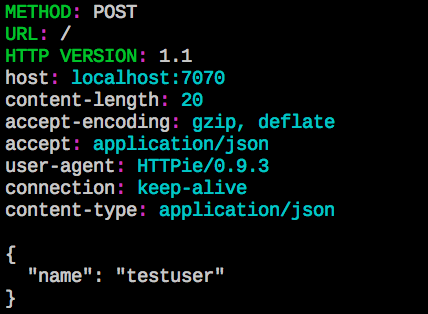 METHOD: POST
URL: /
HTTP VERSION: 1.1
host: localhost:7070
content-length: 20
accept-encoding: gzip, deflate
accept: application/json
user-agent: HTTPie/0.9.3
connection: keep-alive
content-type: application/json

{
  "name": "testuser"
}